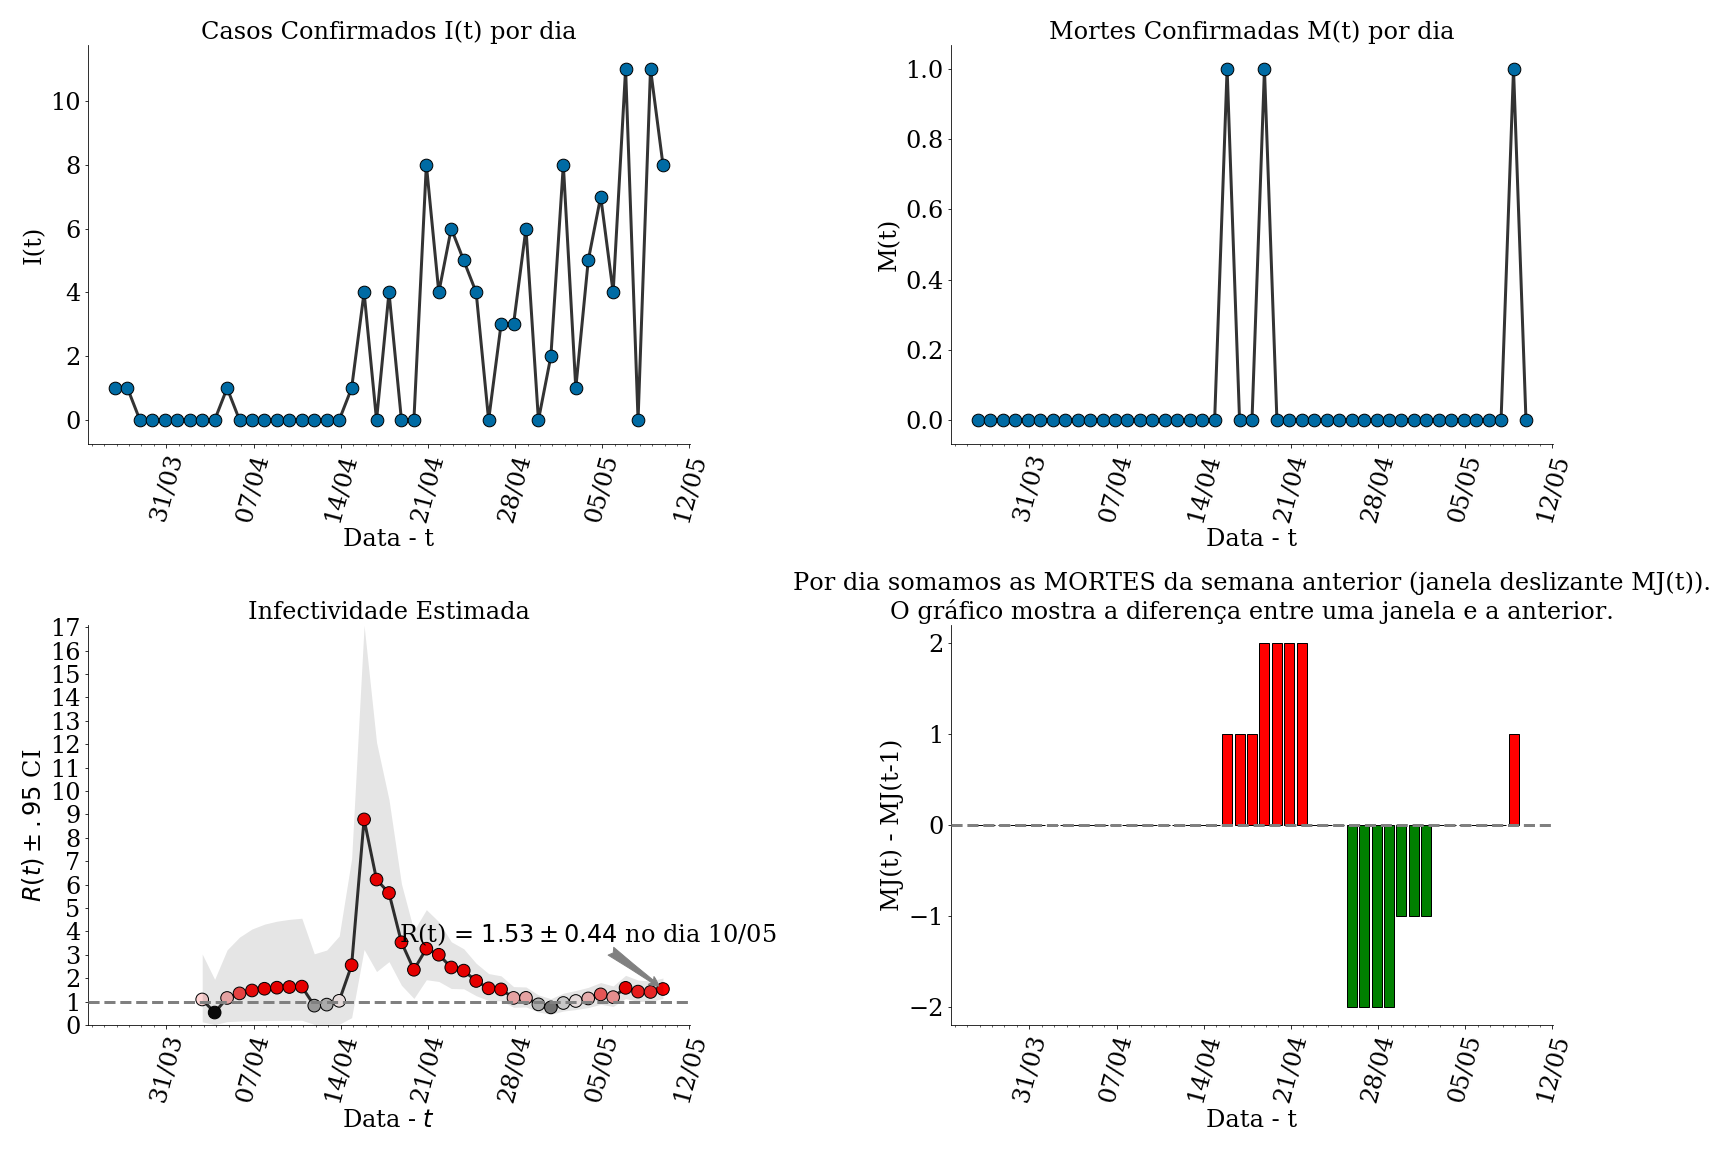 Casos Confirmados I(t) por dia
I(t)
10
8
6
4
2
0
31/03 07/04 14/04 21/04 28/04 05/05 12/05
Data - t
Mortes Confirmadas M(t) por dia
M(t)
1.0
0.8
0.6
0.4
0.2
0.0
31/03 07/04 14/04 21/04 28/04 05/05 12/05
Data - t
Infectividade Estimada
R(t) ± .95 CI
17
16
15
14
13
12
11
10
9
8
7
6
5
4
3
2
1
0
R(t) = 1.53 ± 0.44 no dia 10/05
31/03 07/04 14/04 21/04 28/04 05/05 12/05
Data - t
Por dia somamos as MORTES da semana anterior (janela deslizante MJ(t)).
O gráfico mostra a diferença entre uma janela e a anterior.
MJ(t) - MJ(t-1)
2
1
0
−1
−2
31/03 07/04 14/04 21/04 28/04 05/05 12/05
Data - t